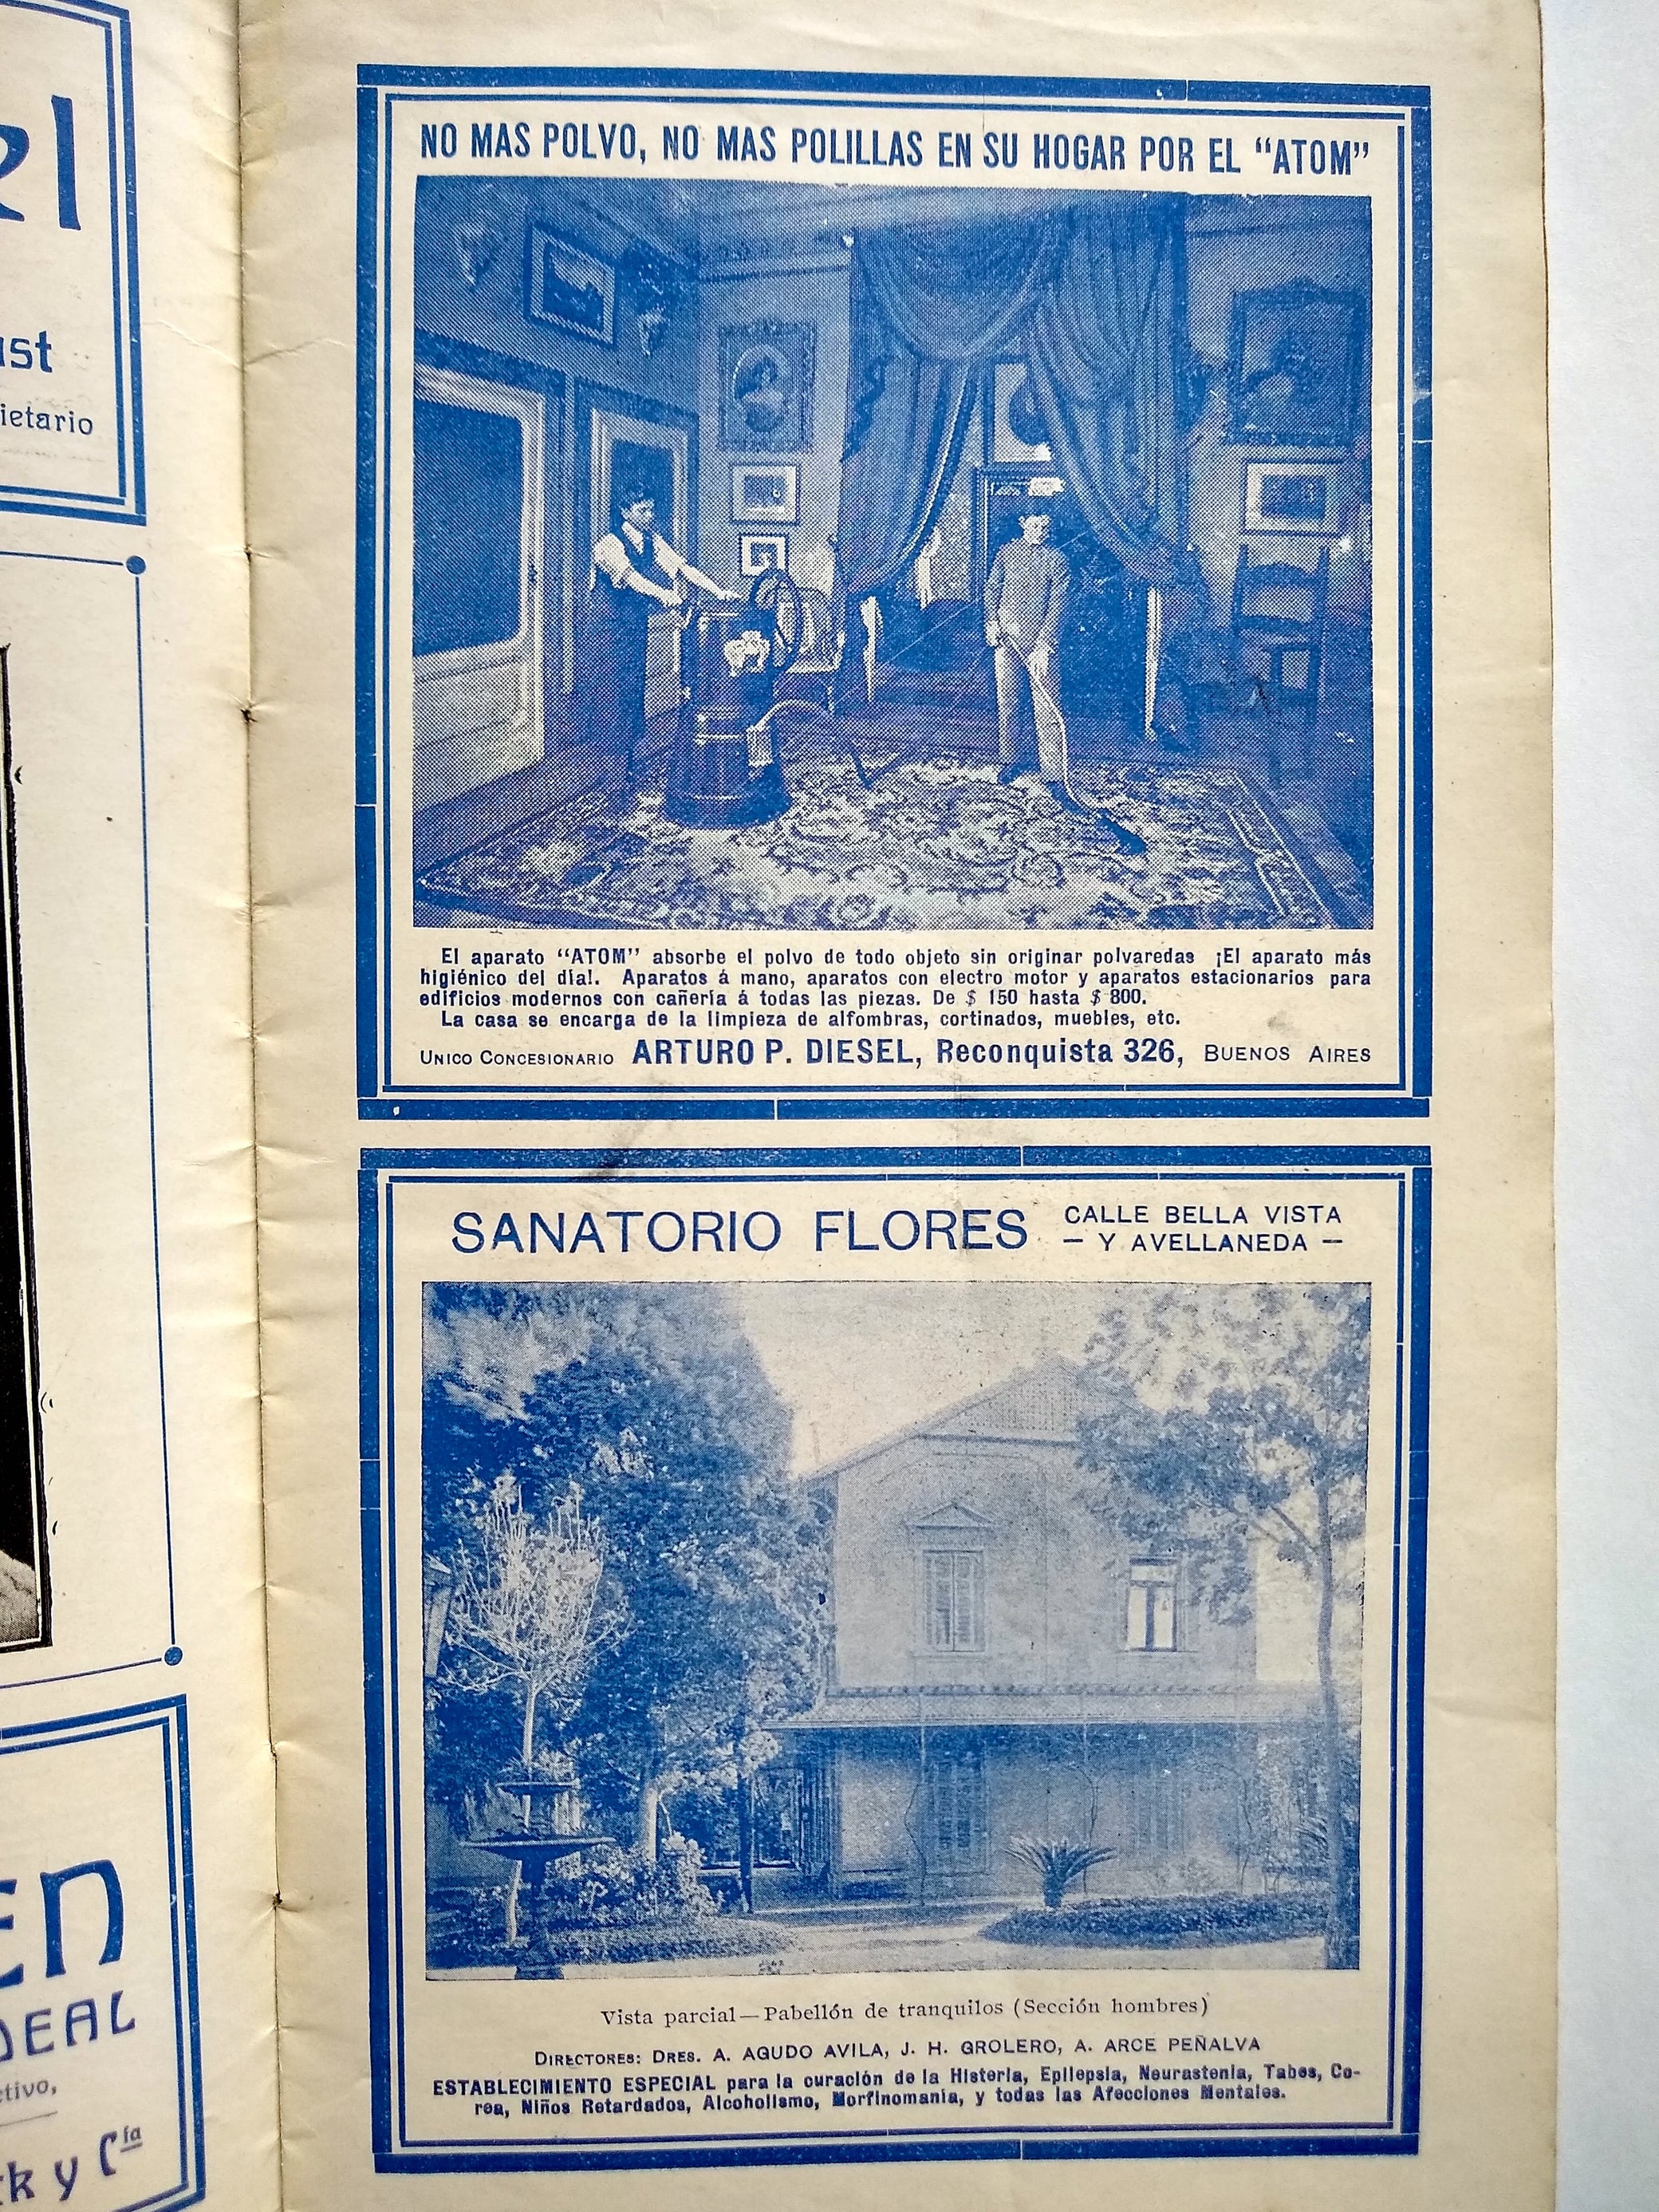 ust
ietario
EN
DEAL
ctivo,
k y Cía
NO MAS POLVO, NO MAS POLILLAS EN SU HOGAR POR EL “ATOM”
El aparato “ATOM” absorbe el polvo de todo objeto sin originar polvaredas ¡El aparato más
higiénico del día!. Aparatos á mano, aparatos con electro motor y aparatos estacionarios para
edificios modernos con cañería á todas las piezas. De $ 150 hasta $ 800.
La casa se encarga de la limpieza de alfombras, cortinados, muebles, etc.
UNICO CONCESIONARIO ARTURO P. DIESEL, Reconquista 326, BUENOS AIRES
SANATORIO FLORES CALLE BELLA VISTA
— Y AVELLANEDA —
Vista parcial—Pabellón de tranquilos (Sección hombres)
DIRECTORES: DRES. A. AGUDO AVILA, J. H. GROLERO, A. ARCE PEÑALVA
ESTABLECIMIENTO ESPECIAL para la curación de la Histeria, Epilepsia, Neurastenia, Tabes, Co-
rea, Niños Retardados, Alcoholismo, Morfinomanía, y todas las Afecciones Mentales.